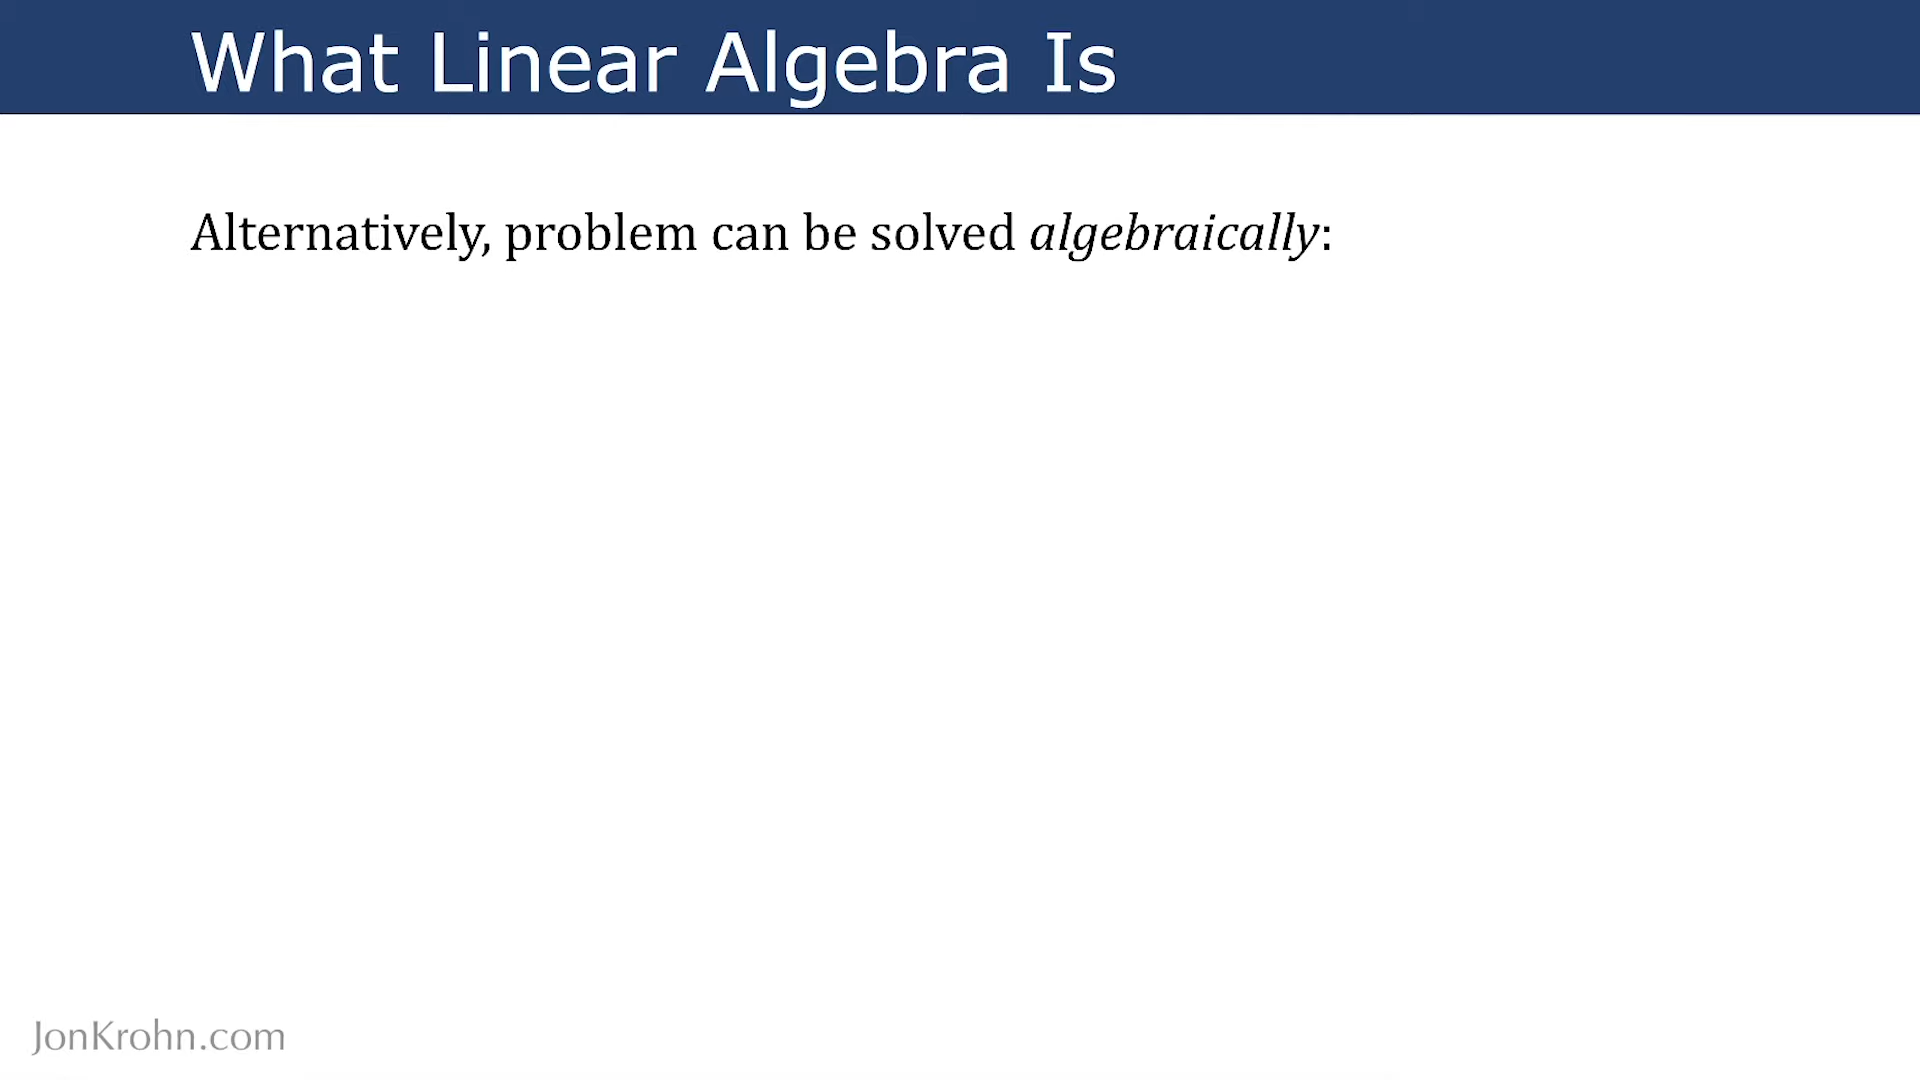 What Linear Algebra Is
Alternatively, problem can be solved algebraically:
JonKrohn.com